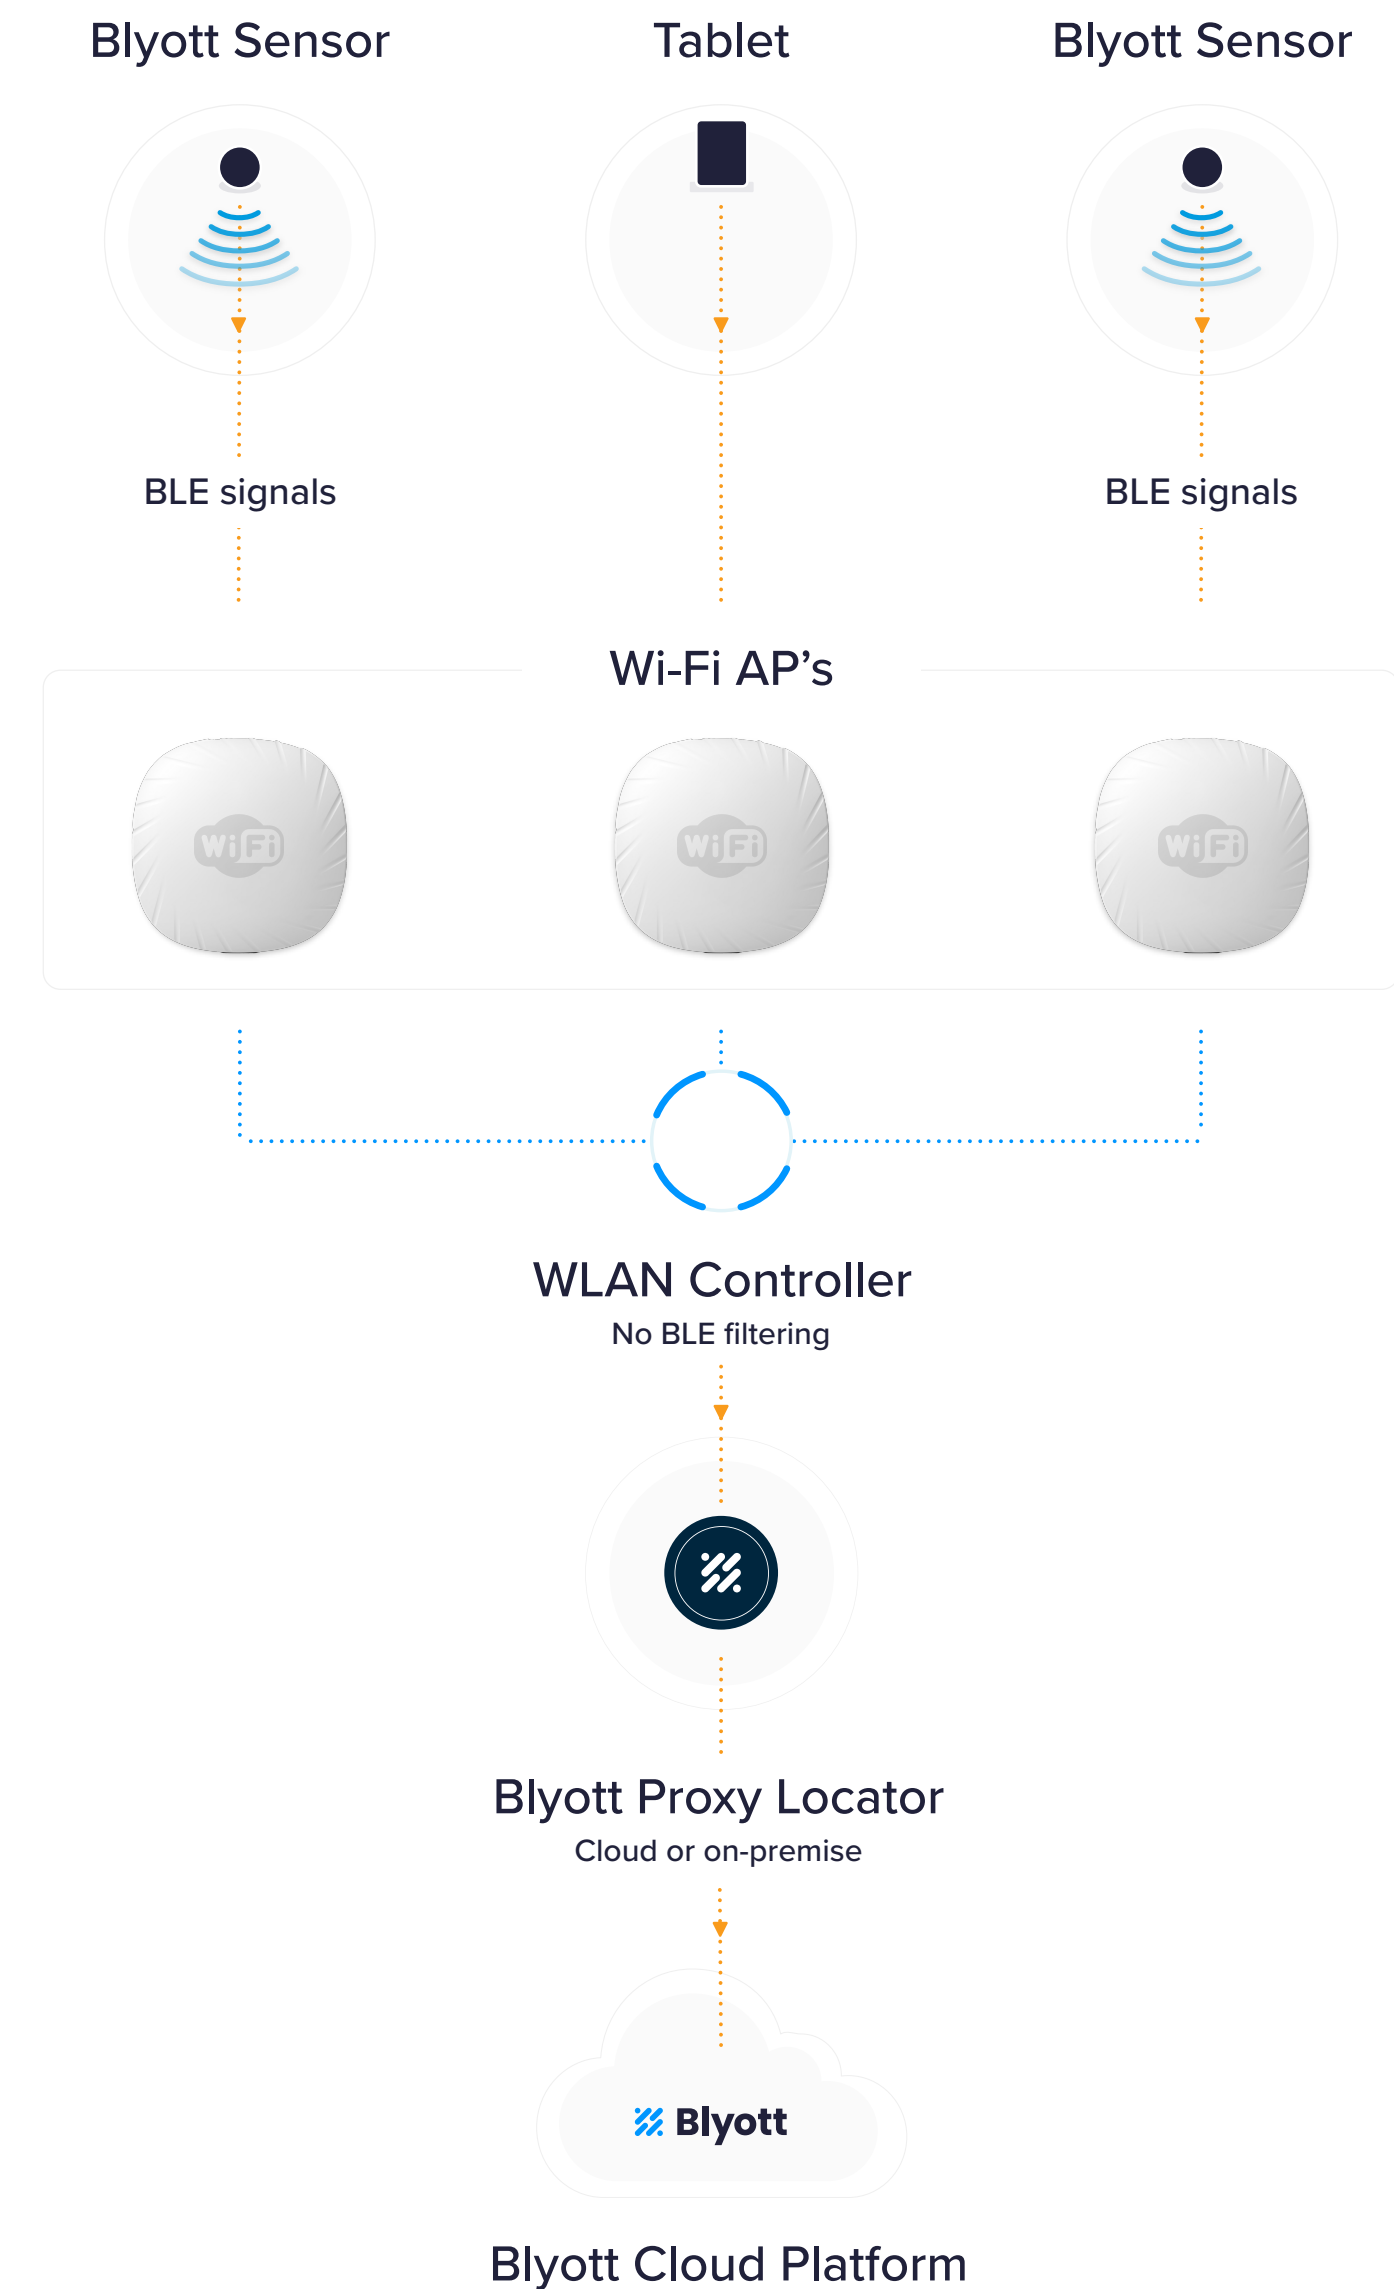 Blyott Sensor
Tablet
Blyott Sensor
BLE signals
BLE signals
Wi-Fi AP’s
WiFi
WiFi
WiFi
WLAN Controller
No BLE filtering
Blyott Proxy Locator
Cloud or on-premise
Blyott
Blyott Cloud Platform